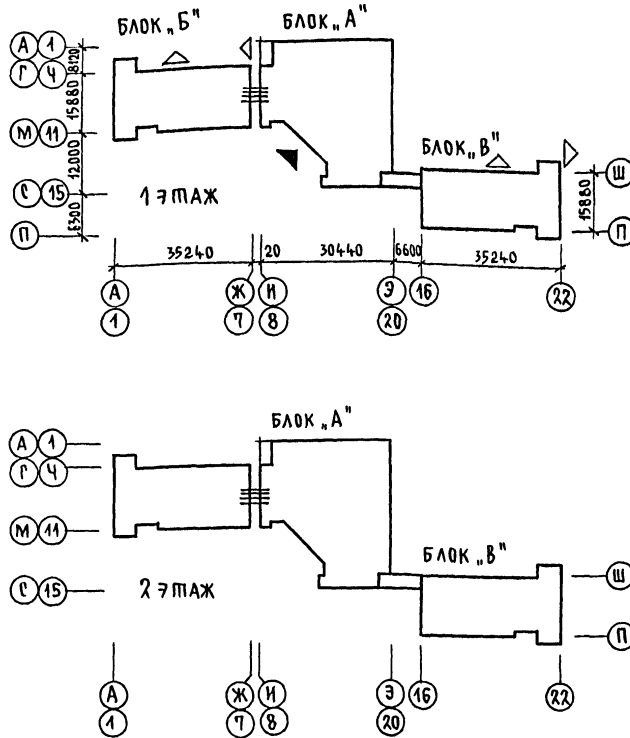 БЛОК „Б"
БЛОК „А"
А 1
Г 4
М 11
С 15
П
8120
15880
12000
6300
1 ЭТАЖ
БЛОК „В"
Ш
П
15880
35240 20 30440 6600 35240
А Ж И Э 16 22
1 7 8 20
БЛОК „А"
А 1
Г 4
М 11
С 15
2 ЭТАЖ
БЛОК „В"
Ш
П
А Ж И Э 16 22
1 7 8 20